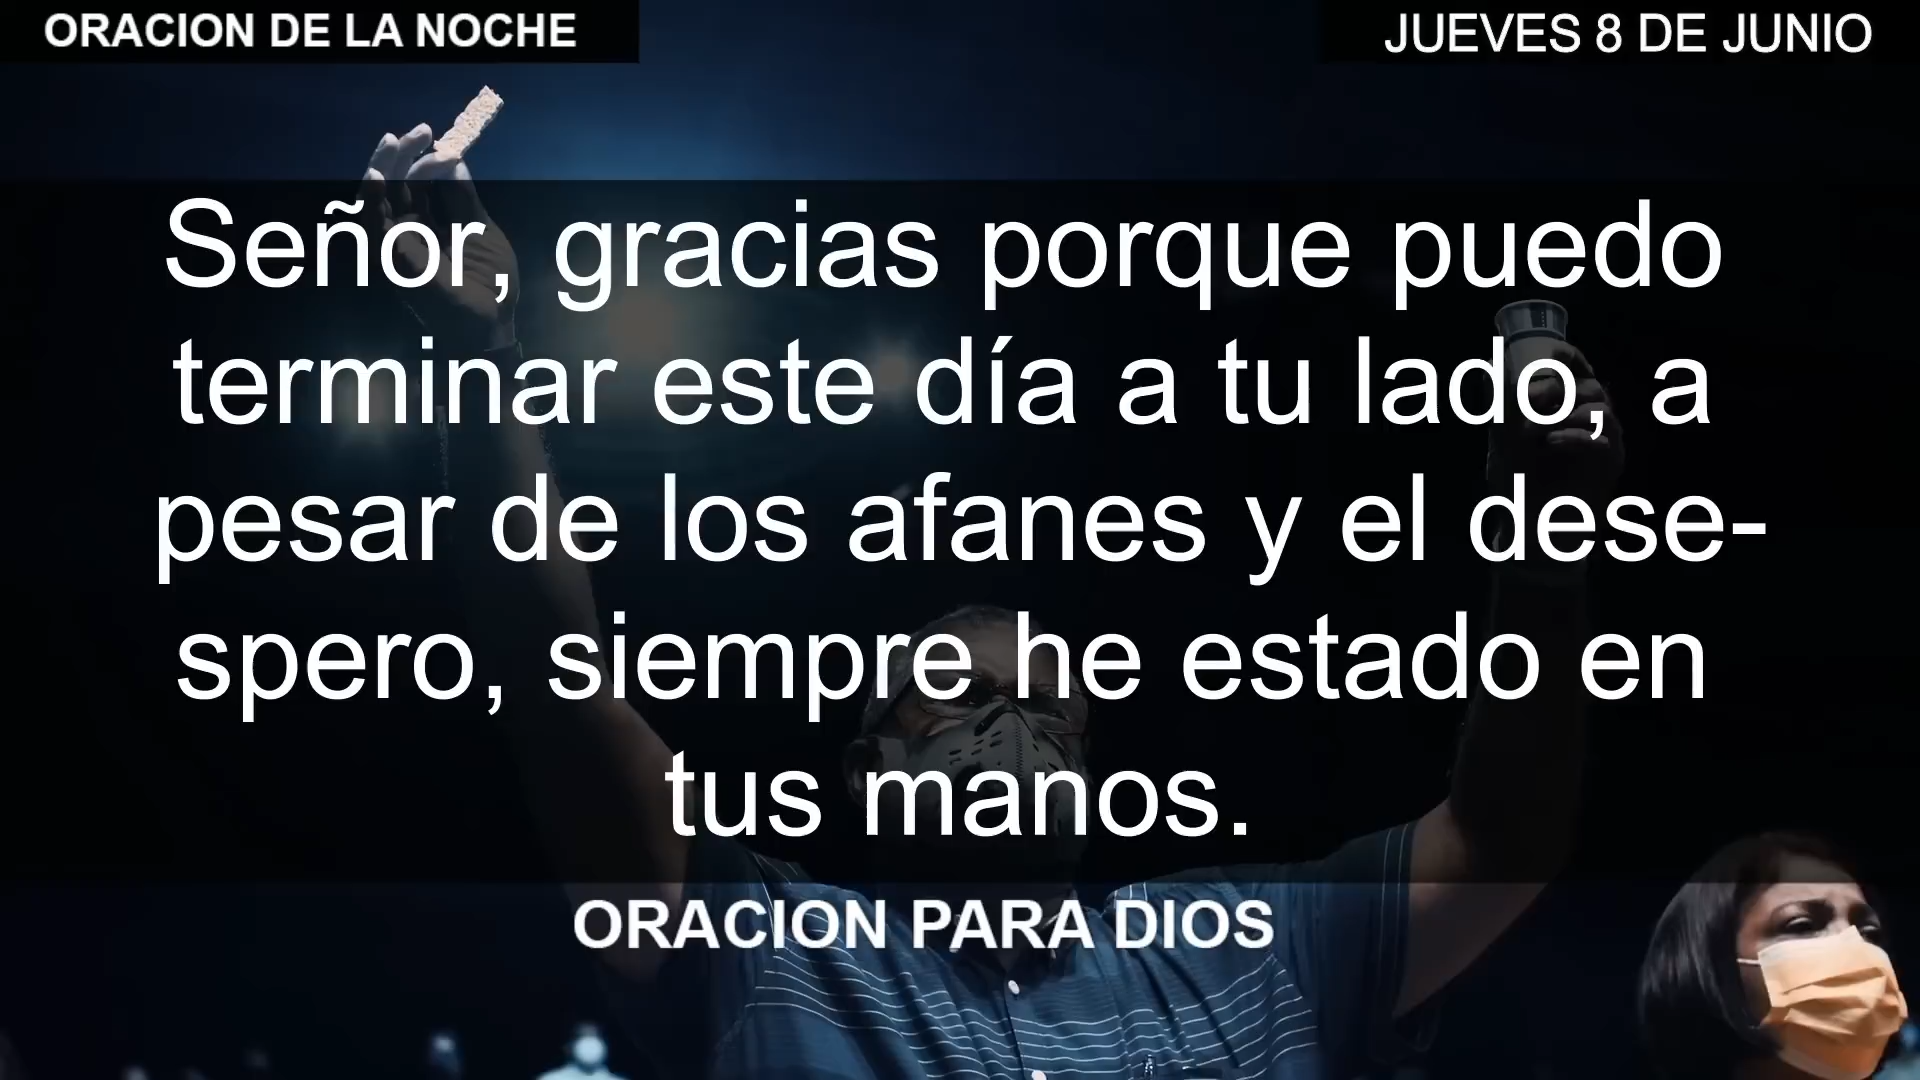 ORACION DE LA NOCHE
JUEVES 8 DE JUNIO
Señor, gracias porque puedo
terminar este día a tu lado, a
pesar de los afanes y el dese-
spero, siempre he estado en
tus manos.
ORACION PARA DIOS